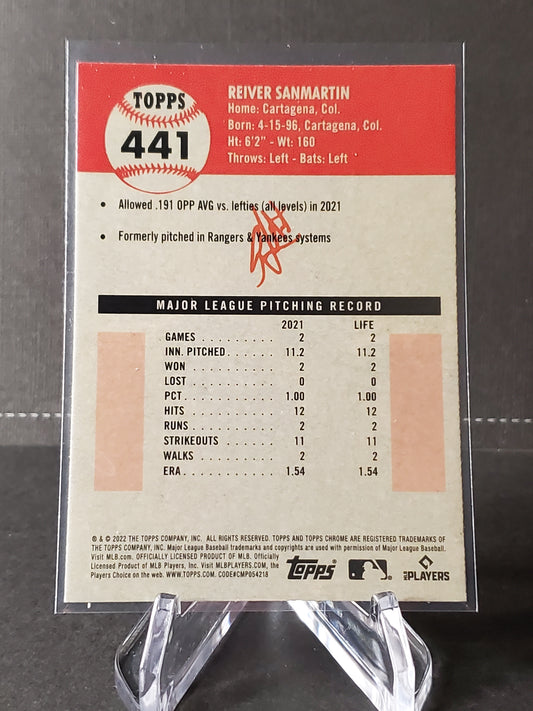 TOPPS
441
REIVER SANMARTIN
Home: Cartagena, Col.
Born: 4-15-96, Cartagena, Col.
Ht: 6'2" - Wt: 160
Throws: Left - Bats: Left
• Allowed .191 OPP AVG vs. lefties (all levels) in 2021
• Formerly pitched in Rangers & Yankees systems
MAJOR LEAGUE PITCHING RECORD
2021 LIFE
GAMES . . . . . . . . . . 2 2
INN. PITCHED . . . . . . 11.2 11.2
WON . . . . . . . . . . . 2 2
LOST . . . . . . . . . . . 0 0
PCT. . . . . . . . . . . . 1.00 1.00
HITS . . . . . . . . . . . 12 12
RUNS . . . . . . . . . . . 2 2
STRIKEOUTS . . . . . . . 11 11
WALKS . . . . . . . . . . 2 2
ERA . . . . . . . . . . . . 1.54 1.54
® & © 2022 THE TOPPS COMPANY, INC. ALL RIGHTS RESERVED. TOPPS AND TOPPS CHROME ARE REGISTERED TRADEMARKS OF
THE TOPPS COMPANY, INC. Major League Baseball trademarks and copyrights are used with permission of Major League Baseball.
Visit MLB.com. OFFICIALLY LICENSED PRODUCT OF MLB. Officially
Licensed Product of MLB Players, Inc. Visit MLBPLAYERS.COM, the
Players Choice on the web. WWW.TOPPS.COM. CODE#CMP054218
Topps
MLB PLAYERS